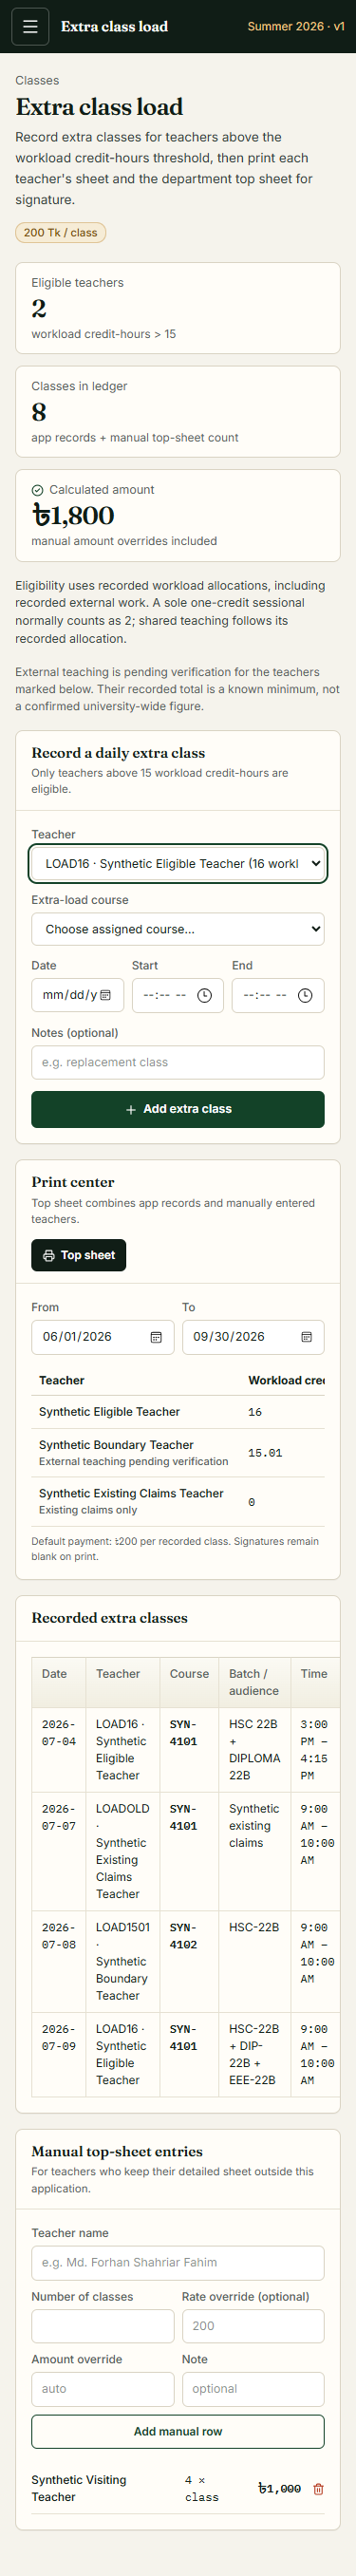 Extra class load
Summer 2026 · v1
Classes
Extra class load
Record extra classes for teachers above the
workload credit-hours threshold, then print each
teacher's sheet and the department top sheet for
signature.
200 Tk / class
Eligible teachers
2
workload credit-hours > 15
Classes in ledger
8
app records + manual top-sheet count
Calculated amount
৳1,800
manual amount overrides included
Eligibility uses recorded workload allocations, including
recorded external work. A sole one-credit sessional
normally counts as 2; shared teaching follows its
recorded allocation.
External teaching is pending verification for the teachers
marked below. Their recorded total is a known minimum, not
a confirmed university-wide figure.
Record a daily extra class
Only teachers above 15 workload credit-hours are
eligible.
Teacher
LOAD16 · Synthetic Eligible Teacher (16 workl
Extra-load course
Choose assigned course...
Date Start End
mm/dd/y --:-- -- --:-- --
Notes (optional)
e.g. replacement class
+ Add extra class
Print center
Top sheet combines app records and manually entered
teachers.
Top sheet
From To
06/01/2026 09/30/2026
Teacher Workload cre
Synthetic Eligible Teacher 16
Synthetic Boundary Teacher
External teaching pending verification 15.01
Synthetic Existing Claims Teacher
Existing claims only 0
Default payment: ৳200 per recorded class. Signatures remain
blank on print.
Recorded extra classes
Date Teacher Course Batch / audience Time
2026-07-04 LOAD16 · Synthetic Eligible Teacher SYN-4101 HSC 22B + DIPLOMA 22B 3:00 PM – 4:15 PM
2026-07-07 LOADOLD · Synthetic Existing Claims Teacher SYN-4101 Synthetic existing claims 9:00 AM – 10:00 AM
2026-07-08 LOAD1501 · Synthetic Boundary Teacher SYN-4102 HSC-22B 9:00 AM – 10:00 AM
2026-07-09 LOAD16 · Synthetic Eligible Teacher SYN-4101 HSC-22B + DIP-22B + EEE-22B 9:00 AM – 10:00 AM
Manual top-sheet entries
For teachers who keep their detailed sheet outside this
application.
Teacher name
e.g. Md. Forhan Shahriar Fahim
Number of classes Rate override (optional)
200
Amount override Note
auto optional
Add manual row
Synthetic Visiting Teacher 4 × class ৳1,000